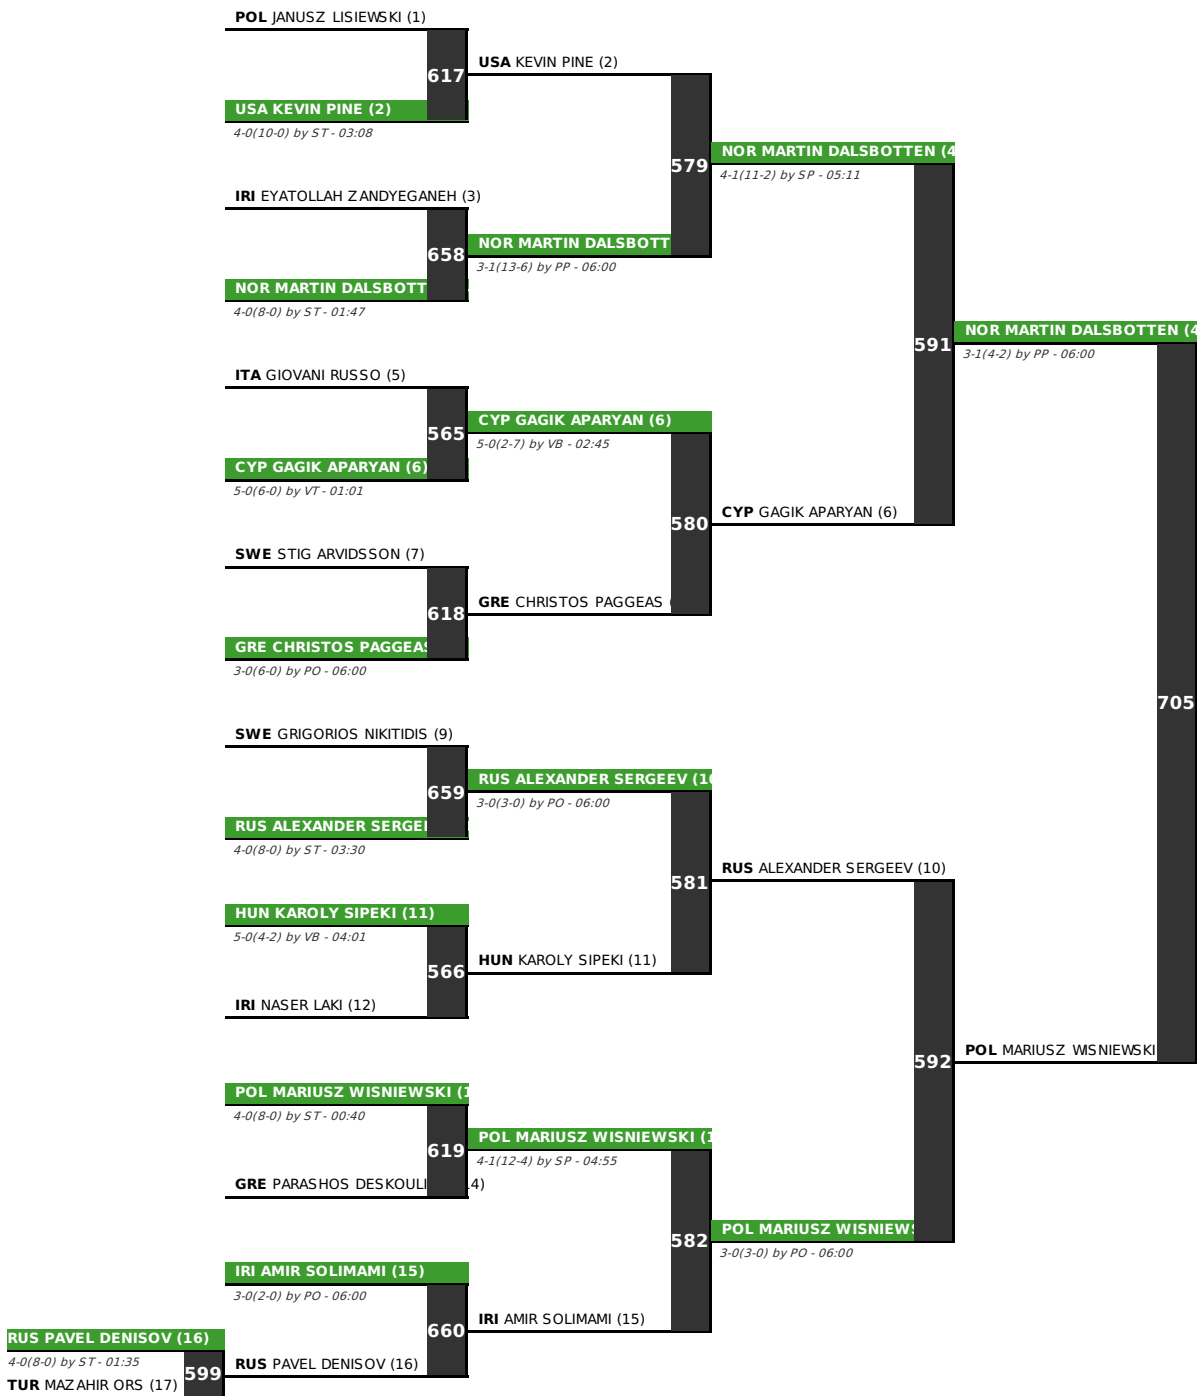 POL JANUSZ LISIEWSKI (1)
617
USA KEVIN PINE (2)
4-0(10-0) by ST - 03:08
IRI EYATOLLAH ZANDYEGANEH (3)
658
NOR MARTIN DALSBOTT
4-0(8-0) by ST - 01:47
ITA GIOVANI RUSSO (5)
565
CYP GAGIK APARYAN (6)
5-0(6-0) by VT - 01:01
SWE STIG ARVIDSSON (7)
618
GRE CHRISTOS PAGGEAS
3-0(6-0) by PO - 06:00
SWE GRIGORIOS NIKITIDIS (9)
659
RUS ALEXANDER SERGE
4-0(8-0) by ST - 03:30
HUN KAROLY SIPEKI (11)
5-0(4-2) by VB - 04:01
566
IRI NASER LAKI (12)
POL MARIUSZ WISNIEWSKI (1
4-0(8-0) by ST - 00:40
619
GRE PARASHOS DESKOULI 4)
IRI AMIR SOLIMAMI (15)
3-0(2-0) by PO - 06:00
660
RUS PAVEL DENISOV (16)
RUS PAVEL DENISOV (16)
4-0(8-0) by ST - 01:35
599
TUR MAZAHIR ORS (17)
USA KEVIN PINE (2)
579
NOR MARTIN DALSBOTT
3-1(13-6) by PP - 06:00
CYP GAGIK APARYAN (6)
5-0(2-7) by VB - 02:45
580
GRE CHRISTOS PAGGEAS (
RUS ALEXANDER SERGEEV (10
3-0(3-0) by PO - 06:00
581
HUN KAROLY SIPEKI (11)
POL MARIUSZ WISNIEWSKI (1
4-1(12-4) by SP - 04:55
582
IRI AMIR SOLIMAMI (15)
NOR MARTIN DALSBOTTEN (4
4-1(11-2) by SP - 05:11
591
CYP GAGIK APARYAN (6)
RUS ALEXANDER SERGEEV (10)
592
POL MARIUSZ WISNIEWS
3-0(3-0) by PO - 06:00
NOR MARTIN DALSBOTTEN (4
3-1(4-2) by PP - 06:00
705
POL MARIUSZ WISNIEWSKI